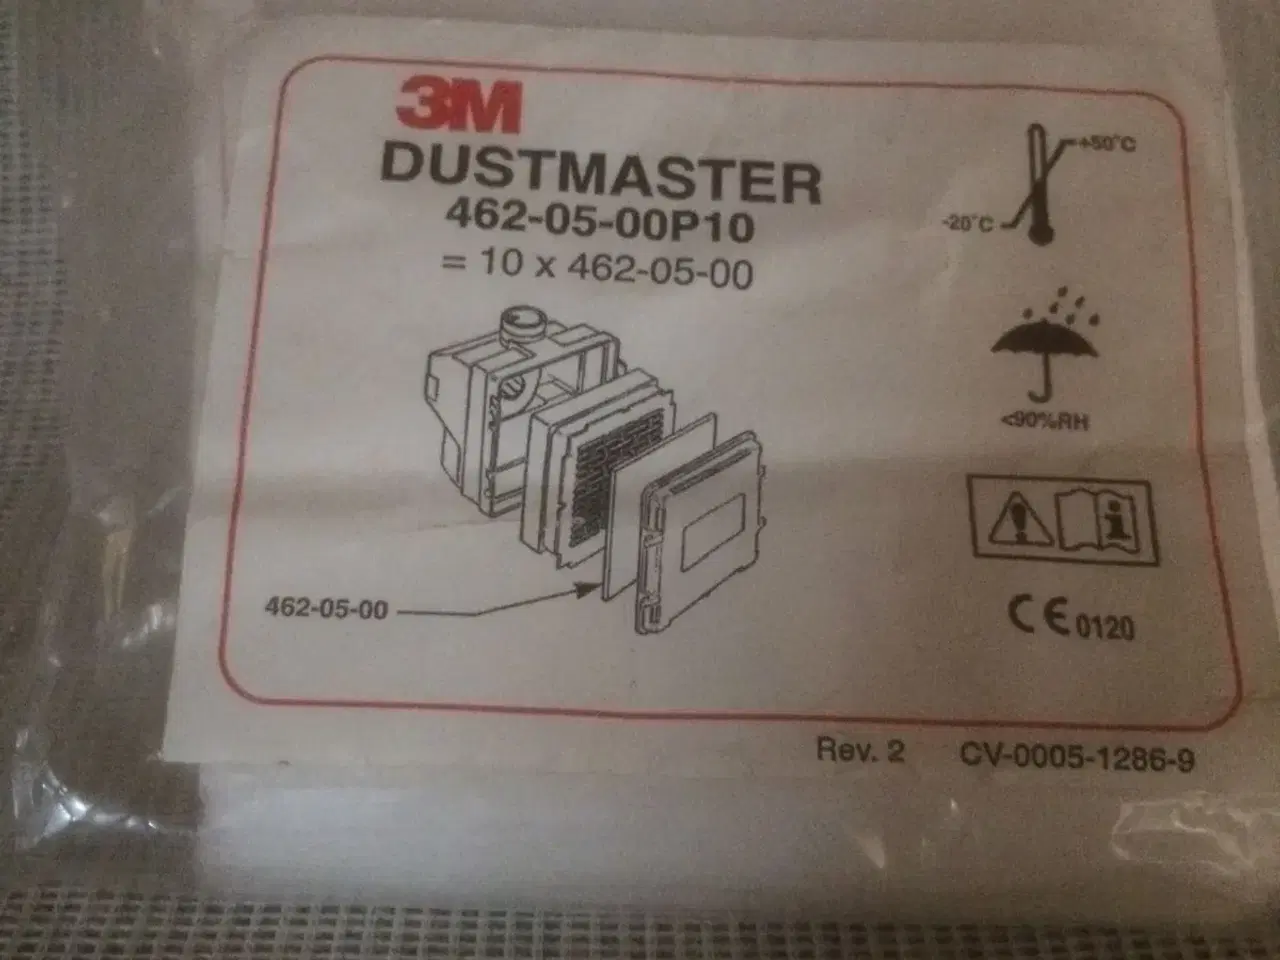 3M
DUSTMASTER
462-05-00P10
= 10 x 462-05-00
+50°C
-20°C
<90%RH
i
462-05-00
CE 0120
Rev. 2 CV-0005-1286-9